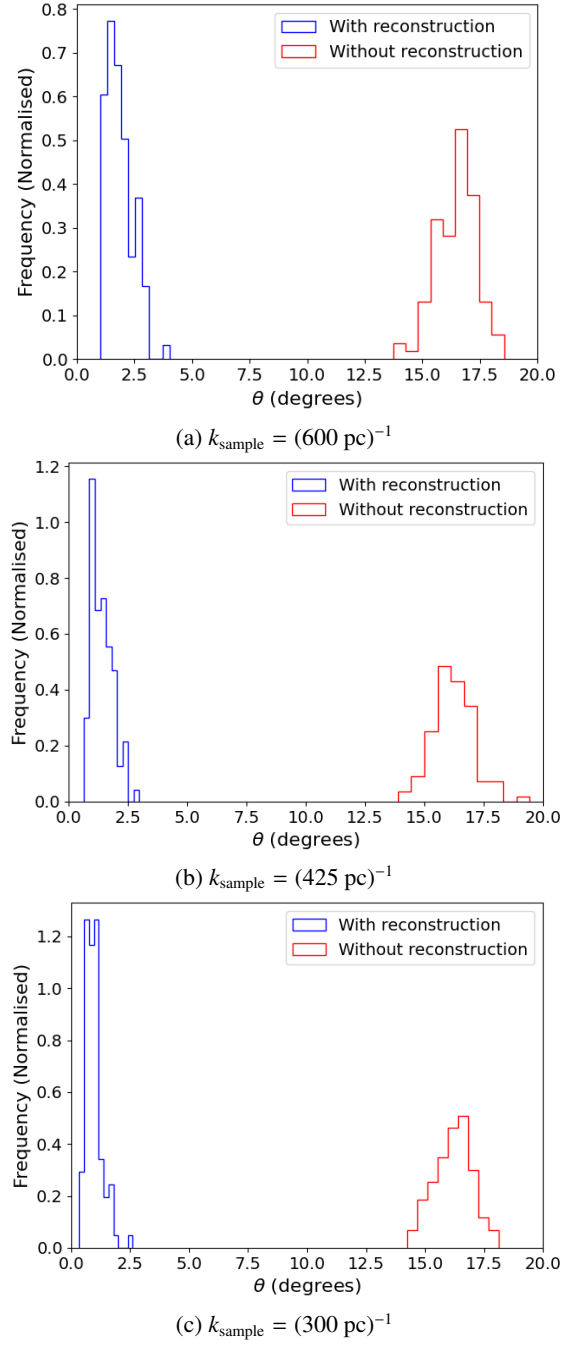 0.8
0.7
0.6
0.5
0.4
0.3
0.2
0.1
0.0
Frequency (Normalised)
With reconstruction
Without reconstruction
0.0 2.5 5.0 7.5 10.0 12.5 15.0 17.5 20.0
θ (degrees)
(a) k_sample = (600 pc)⁻¹
1.2
1.0
0.8
0.6
0.4
0.2
0.0
Frequency (Normalised)
With reconstruction
Without reconstruction
0.0 2.5 5.0 7.5 10.0 12.5 15.0 17.5 20.0
θ (degrees)
(b) k_sample = (425 pc)⁻¹
1.2
1.0
0.8
0.6
0.4
0.2
0.0
Frequency (Normalised)
With reconstruction
Without reconstruction
0.0 2.5 5.0 7.5 10.0 12.5 15.0 17.5 20.0
θ (degrees)
(c) k_sample = (300 pc)⁻¹